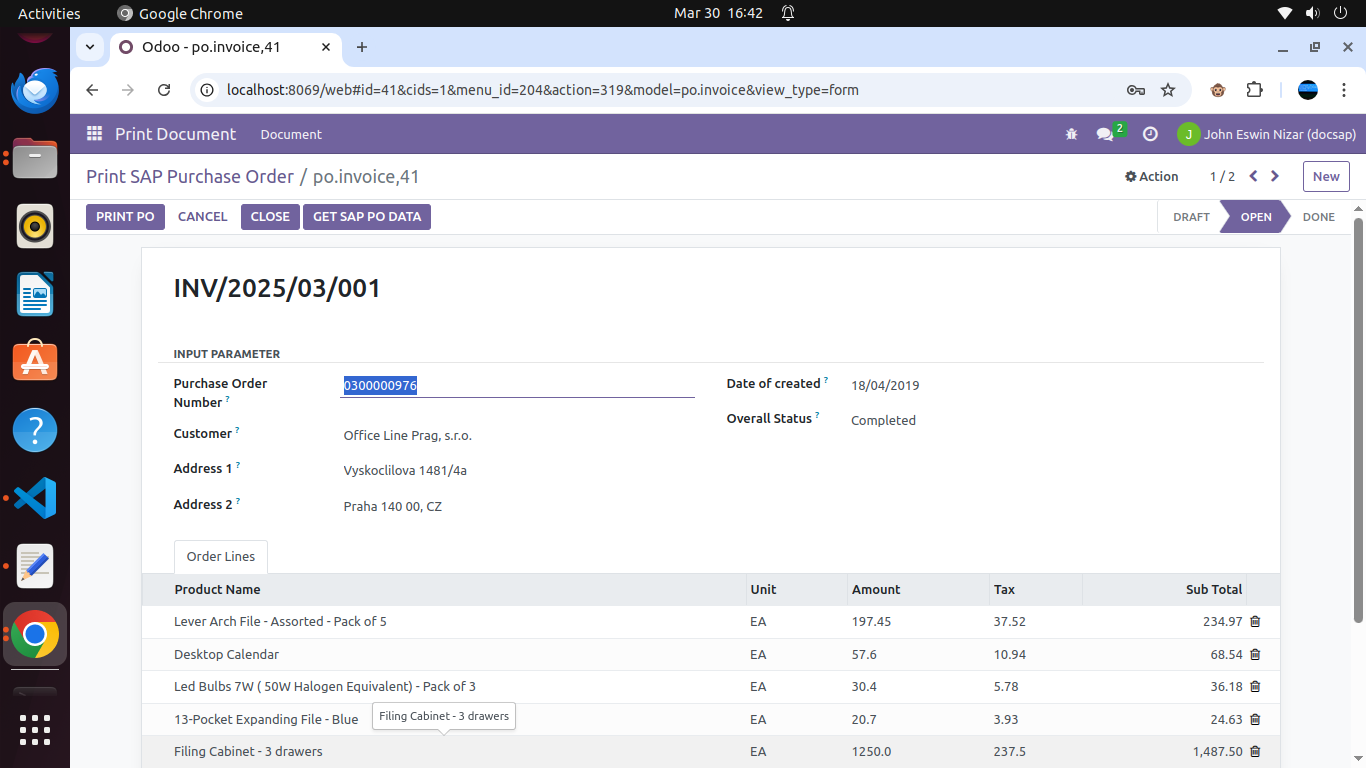 Activities Google Chrome Mar 30 16:42
Odoo - po.invoice,41
localhost:8069/web#id=41&cids=1&menu_id=204&action=319&model=po.invoice&view_type=form
Print Document Document 2 J John Eswin Nizar (docsap)
Print SAP Purchase Order / po.invoice,41 Action 1 / 2 New
PRINT PO CANCEL CLOSE GET SAP PO DATA DRAFT OPEN DONE
INV/2025/03/001
INPUT PARAMETER
Purchase Order Number ? 0300000976 Date of created ? 18/04/2019
Overall Status ? Completed
Customer ? Office Line Prag, s.r.o.
Address 1 ? Vyskoclilova 1481/4a
Address 2 ? Praha 140 00, CZ
Order Lines
Product Name Unit Amount Tax Sub Total
Lever Arch File - Assorted - Pack of 5 EA 197.45 37.52 234.97
Desktop Calendar EA 57.6 10.94 68.54
Led Bulbs 7W ( 50W Halogen Equivalent) - Pack of 3 EA 30.4 5.78 36.18
13-Pocket Expanding File - Blue EA 20.7 3.93 24.63
Filing Cabinet - 3 drawers
Filing Cabinet - 3 drawers EA 1250.0 237.5 1,487.50